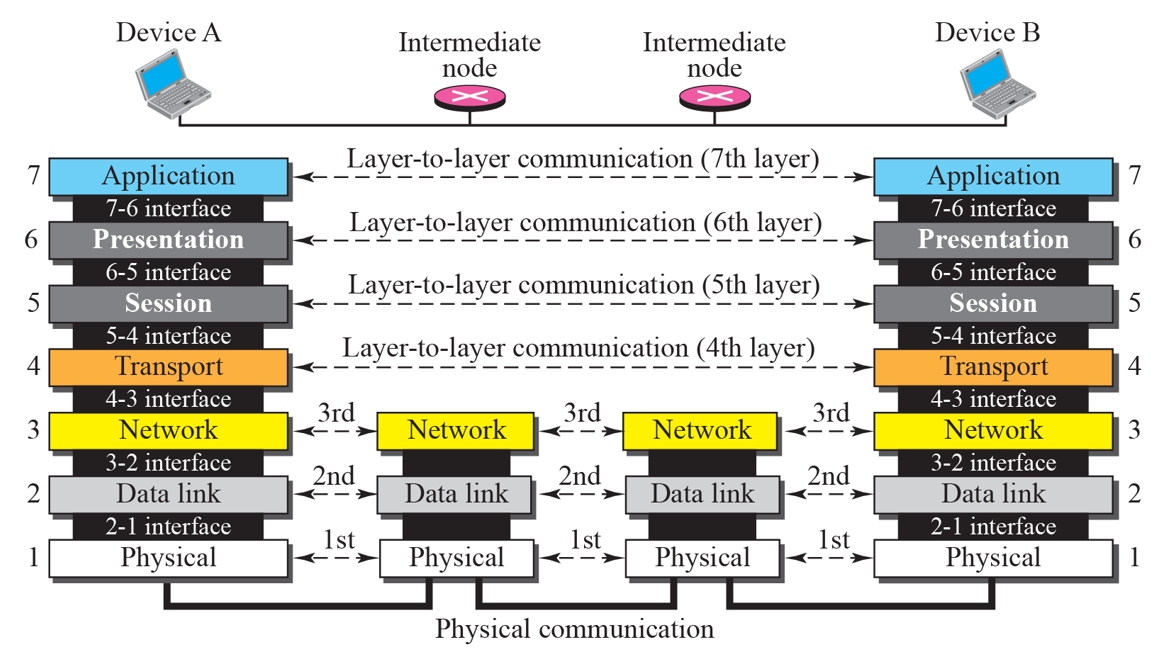 Device A
Intermediate
node
Intermediate
node
Device B
Layer-to-layer communication (7th layer)
7 Application
Application 7
7-6 interface
7-6 interface
Layer-to-layer communication (6th layer)
6 Presentation
Presentation 6
6-5 interface
6-5 interface
Layer-to-layer communication (5th layer)
5 Session
Session 5
5-4 interface
5-4 interface
Layer-to-layer communication (4th layer)
4 Transport
Transport 4
4-3 interface
4-3 interface
3 Network 3rd Network 3rd Network 3rd Network 3
3-2 interface
3-2 interface
2 Data link 2nd Data link 2nd Data link 2nd Data link 2
2-1 interface
2-1 interface
1 Physical 1st Physical 1st Physical 1st Physical 1
Physical communication